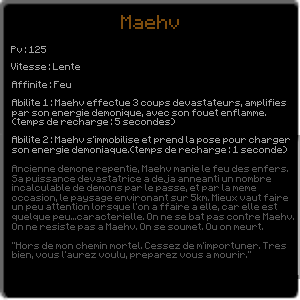 Maehv
Pv:125
Vitesse:Lente
Affinite:Feu
Abilite 1:Maehv effectue 3 coups devastateurs, amplifies
par son energie demonique, avec son fouet enflamme.
(temps de recharge:5 secondes)
Abilite 2:Maehv s'immobilise et prend la pose pour charger
son energie demoniaque.(temps de recharge:1 seconde)
Ancienne demone repentie, Maehv manie le feu des enfers.
Sa puissance devastatrice a deja anneanti un nombre
incalculable de demons par le passe, et par la meme
occasion, le paysage environant sur 5km. Mieux vaut faire
un peu attention lorsque l'on a affaire a elle, car elle est
quelque peu...caracterielle. On ne se bat pas contre Maehv.
On ne resiste pas a Maehv. On se soumet. Ou on meurt.
"Hors de mon chemin mortel. Cessez de m'importuner. Tres
bien, vous l'aurez voulu, preparez vous a mourir."